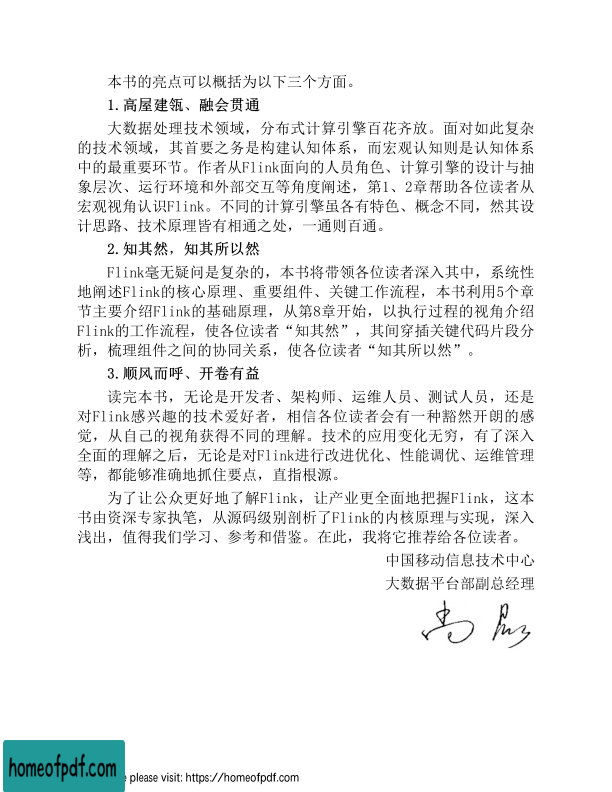 本书的亮点可以概括为以下三个方面。
1.高屋建瓴、融会贯通
大数据处理技术领域，分布式计算引擎百花齐放。面对如此复杂
的技术领域，其首要之务是构建认知体系，而宏观认知则是认知体系
中的最重要环节。作者从Flink面向的人员角色、计算引擎的设计与抽
象层次、运行环境和外部交互等角度阐述，第1、2章帮助各位读者从
宏观视角认识Flink。不同的计算引擎虽各有特色、概念不同，然其设
计思路、技术原理皆有相通之处，一通则百通。
2.知其然，知其所以然
Flink毫无疑问是复杂的，本书将带领各位读者深入其中，系统性
地阐述Flink的核心原理、重要组件、关键工作流程，本书利用5个章
节主要介绍Flink的基础原理，从第8章开始，以执行过程的视角介绍
Flink的工作流程，使各位读者“知其然”，其间穿插关键代码片段分
析，梳理组件之间的协同关系，使各位读者“知其所以然”。
3.顺风而呼、开卷有益
读完本书，无论是开发者、架构师、运维人员、测试人员，还是
对Flink感兴趣的技术爱好者，相信各位读者会有一种豁然开朗的感
觉，从自己的视角获得不同的理解。技术的应用变化无穷，有了深入
全面的理解之后，无论是对Flink进行改进优化、性能调优、运维管理
等，都能够准确地抓住要点，直指根源。
为了让公众更好地了解Flink，让产业更全面地把握Flink，这本
书由资深专家执笔，从源码级别剖析了Flink的内核原理与实现，深入
浅出，值得我们学习、参考和借鉴。在此，我将它推荐给各位读者。
中国移动信息技术中心
大数据平台部副总经理
homeofpdf.com
e please visit: https://homeofpdf.com